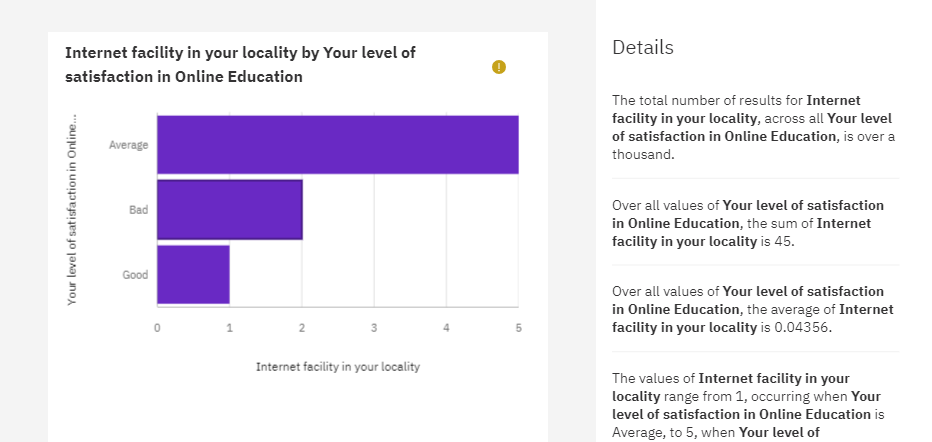 Internet facility in your locality by Your level of
satisfaction in Online Education
!
Your level of satisfaction in Online...
Average
Bad
Good
0 1 2 3 4 5
Internet facility in your locality
Details
The total number of results for Internet
facility in your locality, across all Your level
of satisfaction in Online Education, is over a
thousand.
Over all values of Your level of satisfaction
in Online Education, the sum of Internet
facility in your locality is 45.
Over all values of Your level of satisfaction
in Online Education, the average of Internet
facility in your locality is 0.04356.
The values of Internet facility in your
locality range from 1, occurring when Your
level of satisfaction in Online Education is
Average, to 5, when Your level of